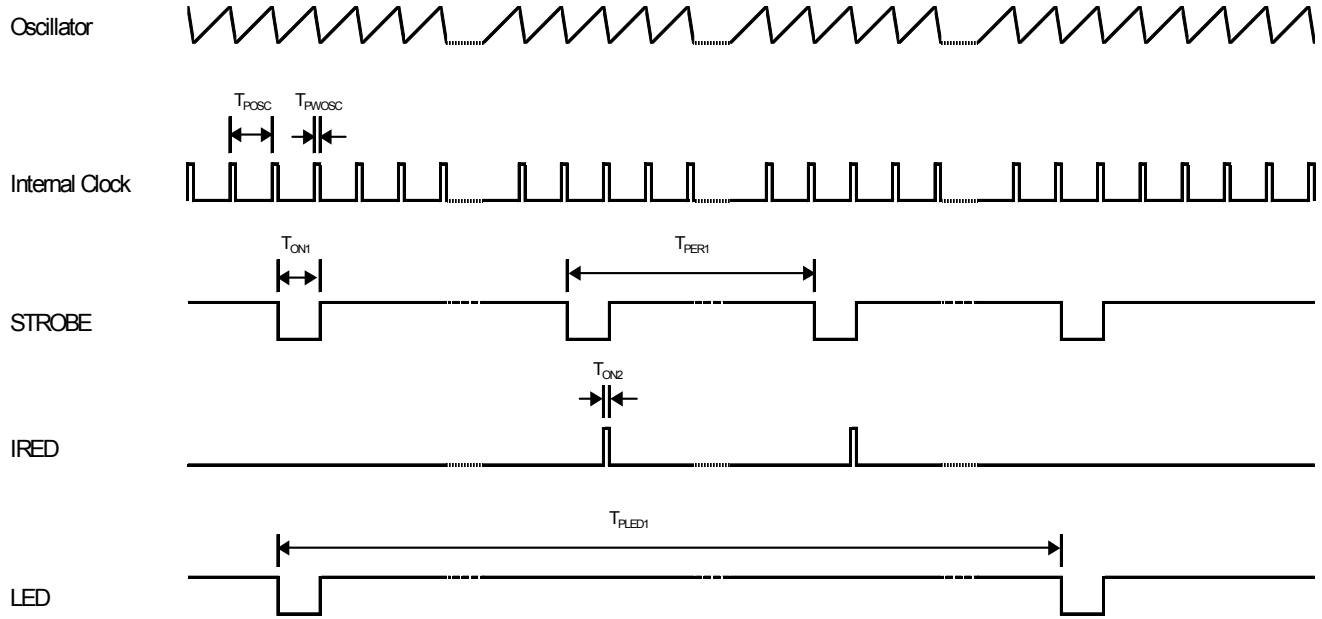 Oscillator
TPOSC
TPWOSC
Internal Clock
TON1
TPER1
STROBE
TON2
IRED
TPLED1
LED